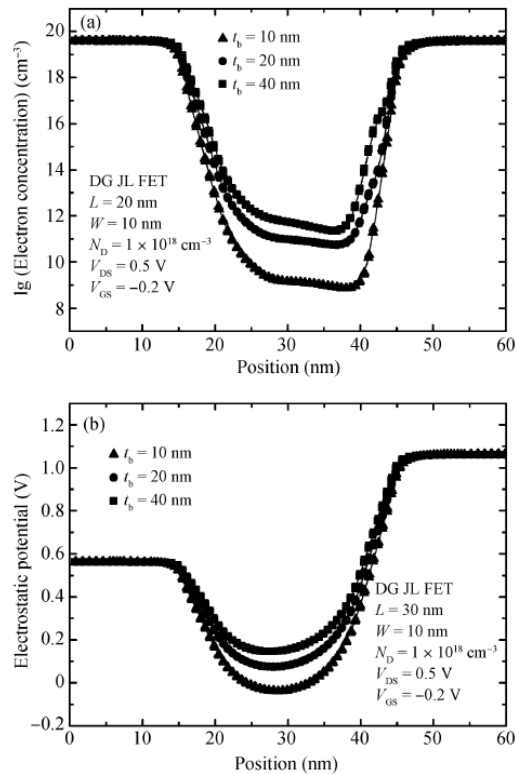 (a)
t_b = 10 nm
t_b = 20 nm
t_b = 40 nm
DG JL FET
L = 20 nm
W = 10 nm
N_D = 1 × 10^18 cm^−3
V_DS = 0.5 V
V_GS = −0.2 V
lg (Electron concentration) (cm^−3)
20
18
16
14
12
10
8
0 10 20 30 40 50 60
Position (nm)
(b)
t_b = 10 nm
t_b = 20 nm
t_b = 40 nm
DG JL FET
L = 30 nm
W = 10 nm
N_D = 1 × 10^18 cm^−3
V_DS = 0.5 V
V_GS = −0.2 V
Electrostatic potential (V)
1.2
1.0
0.8
0.6
0.4
0.2
0
−0.2
0 10 20 30 40 50 60
Position (nm)